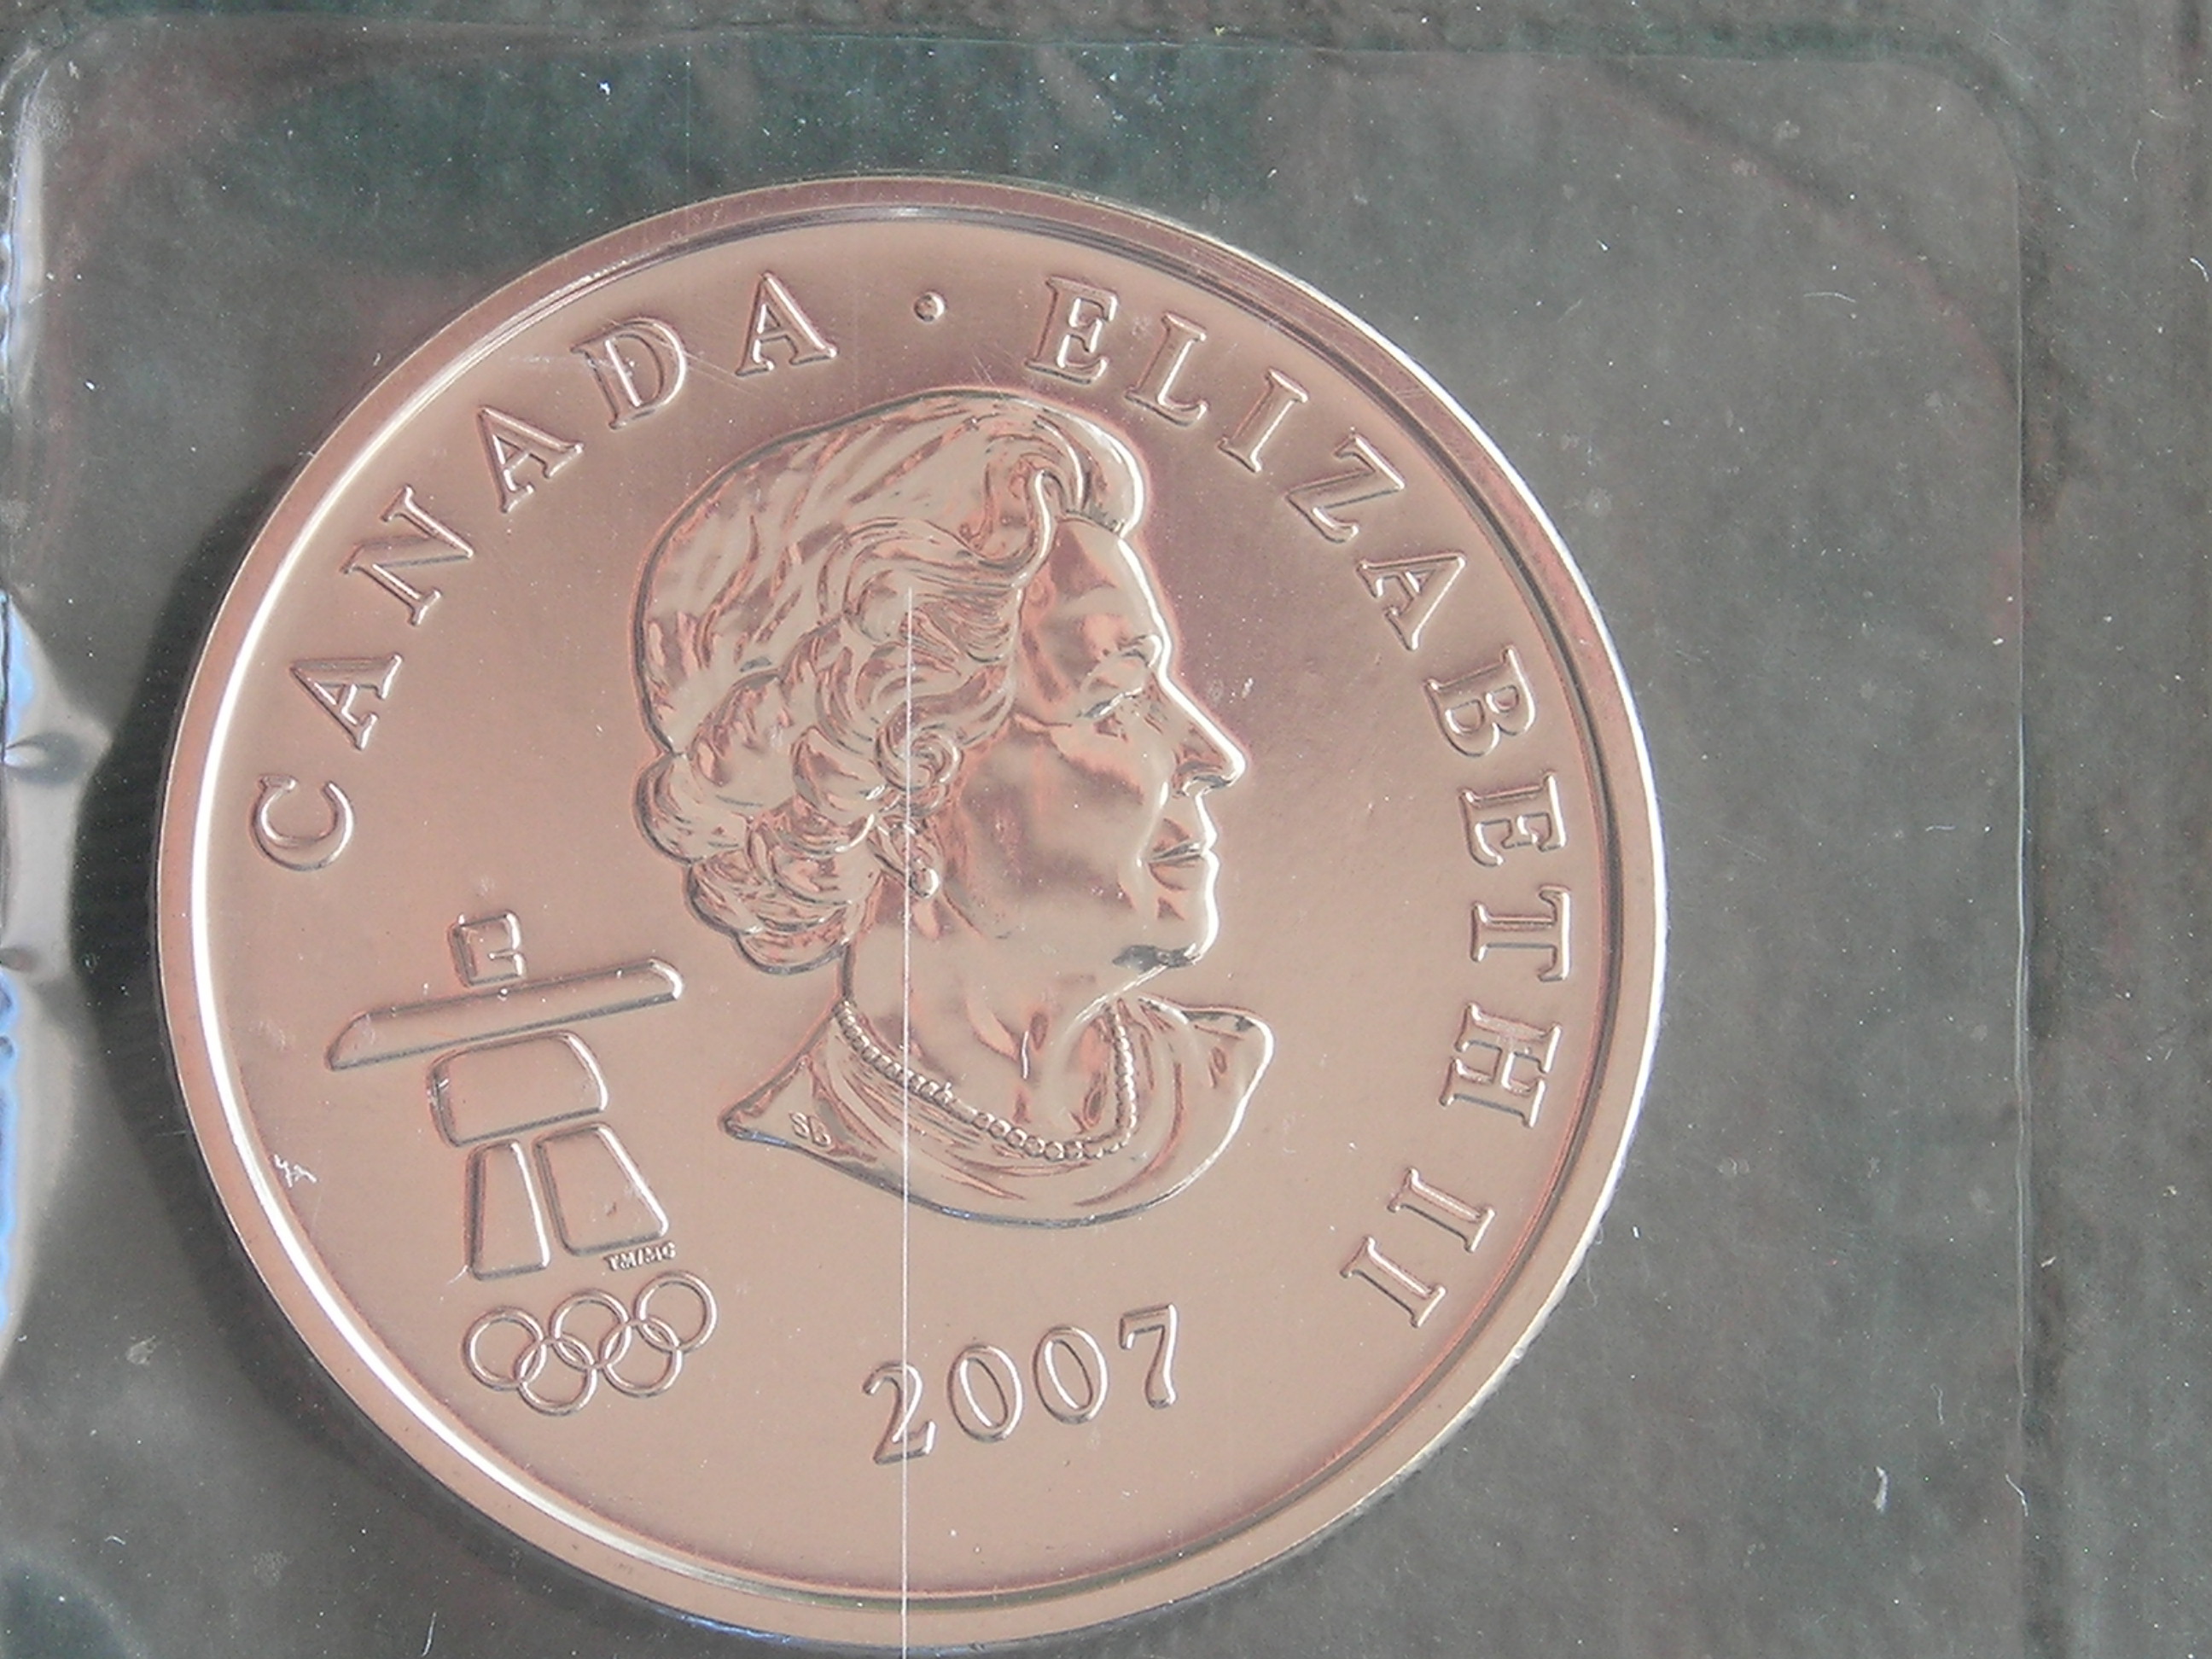 CANADA · ELIZABETH II
SB
TM/MC
2007